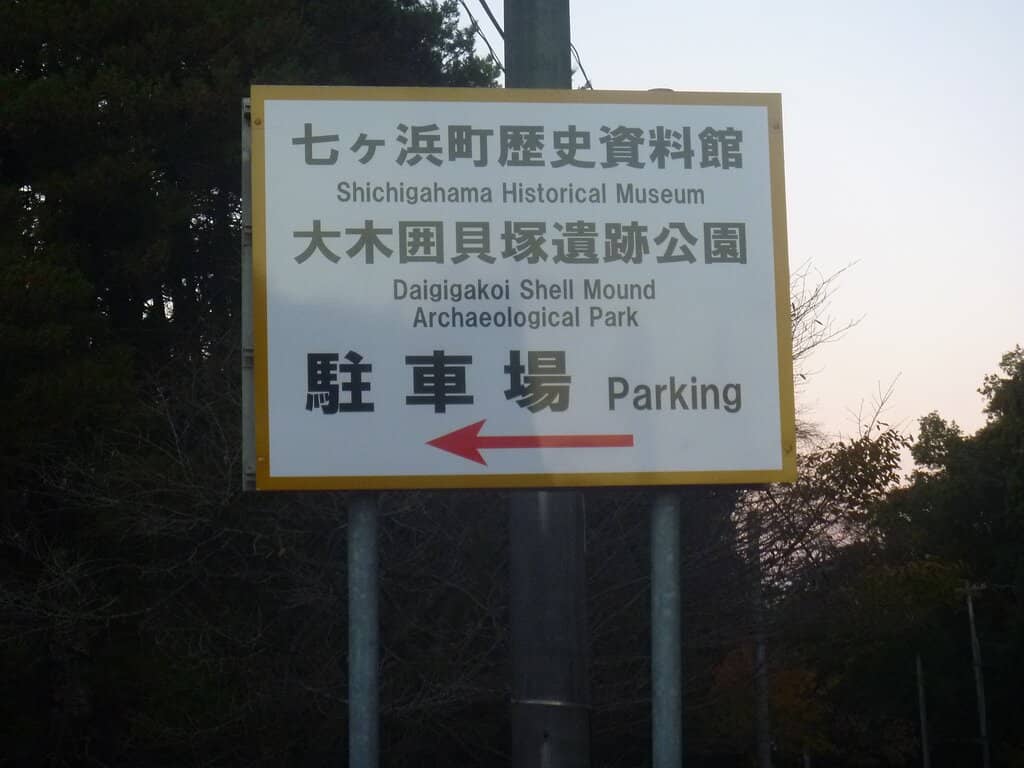 七ヶ浜町歴史資料館
Shichigahama Historical Museum
大木囲貝塚遺跡公園
Daigigakoi Shell Mound
Archaeological Park
駐車場 Parking